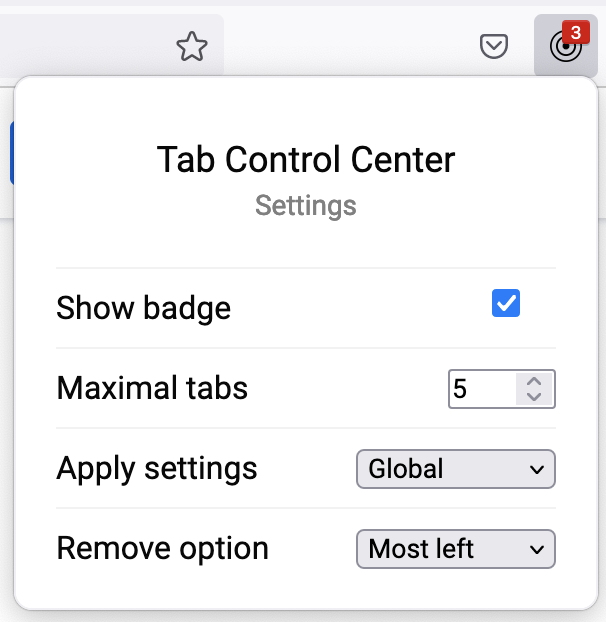 3
Tab Control Center
Settings
Show badge
Maximal tabs 5
Apply settings Global
Remove option Most left